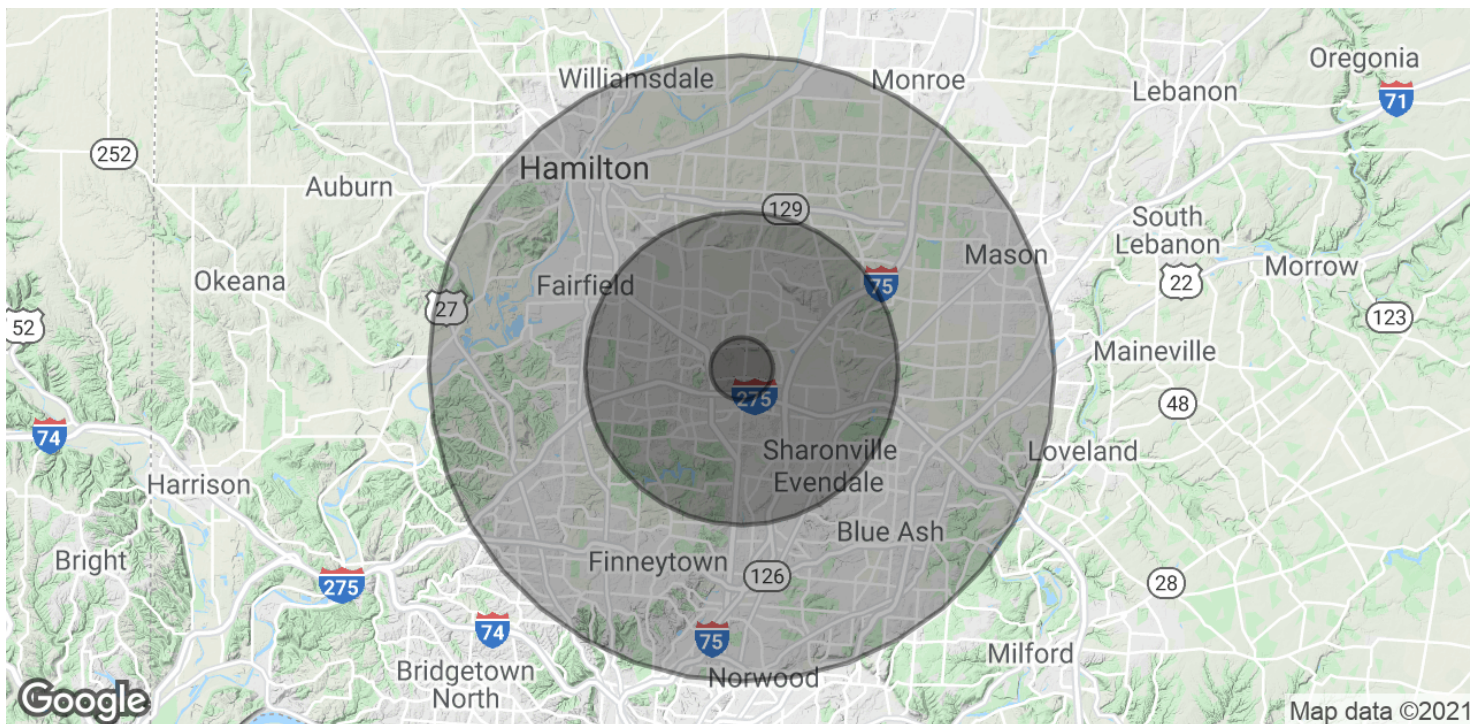 Oregonia
Williamsdale
Monroe
Lebanon
71
252
Hamilton
Auburn
129
South
Lebanon
Mason
Morrow
Okeana
Fairfield
75
22
27
52
123
Maineville
275
48
74
Sharonville
Evendale
Loveland
Harrison
Blue Ash
Bright
Finneytown
126
275
28
74
75
Milford
Bridgetown
North
Norwood
Google
Map data ©2021